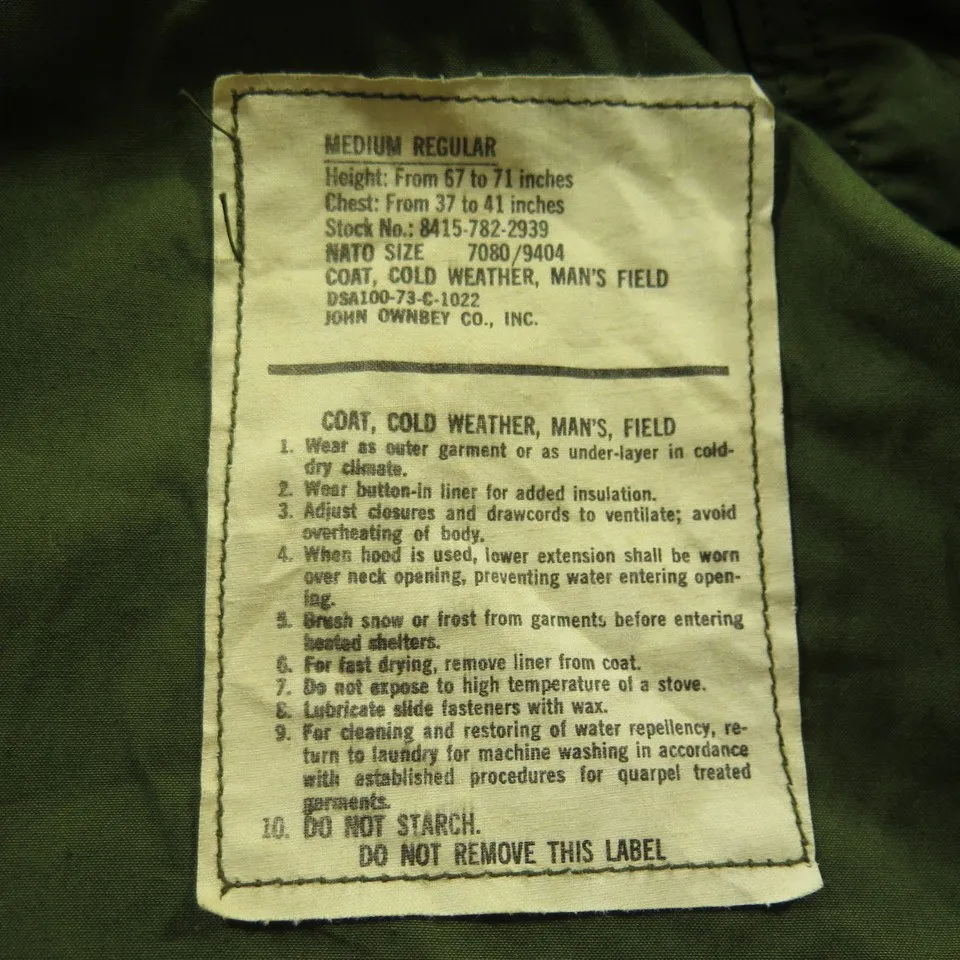 MEDIUM REGULAR
Height: From 67 to 71 inches
Chest: From 37 to 41 inches
Stock No.: 8415-782-2939
NATO SIZE 7080/9404
COAT, COLD WEATHER, MAN'S FIELD
DSA100-73-C-1022
JOHN OWNBEY CO., INC.
COAT, COLD WEATHER, MAN'S, FIELD
1. Wear as outer garment or as under-layer in cold-
dry climate.
2. Wear button-in liner for added insulation.
3. Adjust closures and drawcords to ventilate; avoid
overheating of body.
4. When hood is used, lower extension shall be worn
over neck opening, preventing water entering open-
ing.
5. Brush snow or frost from garments before entering
heated shelters.
6. For fast drying, remove liner from coat.
7. Do not expose to high temperature of a stove.
8. Lubricate slide fasteners with wax.
9. For cleaning and restoring of water repellency, re-
turn to laundry for machine washing in accordance
with established procedures for quarpel treated
garments.
10. DO NOT STARCH.
DO NOT REMOVE THIS LABEL